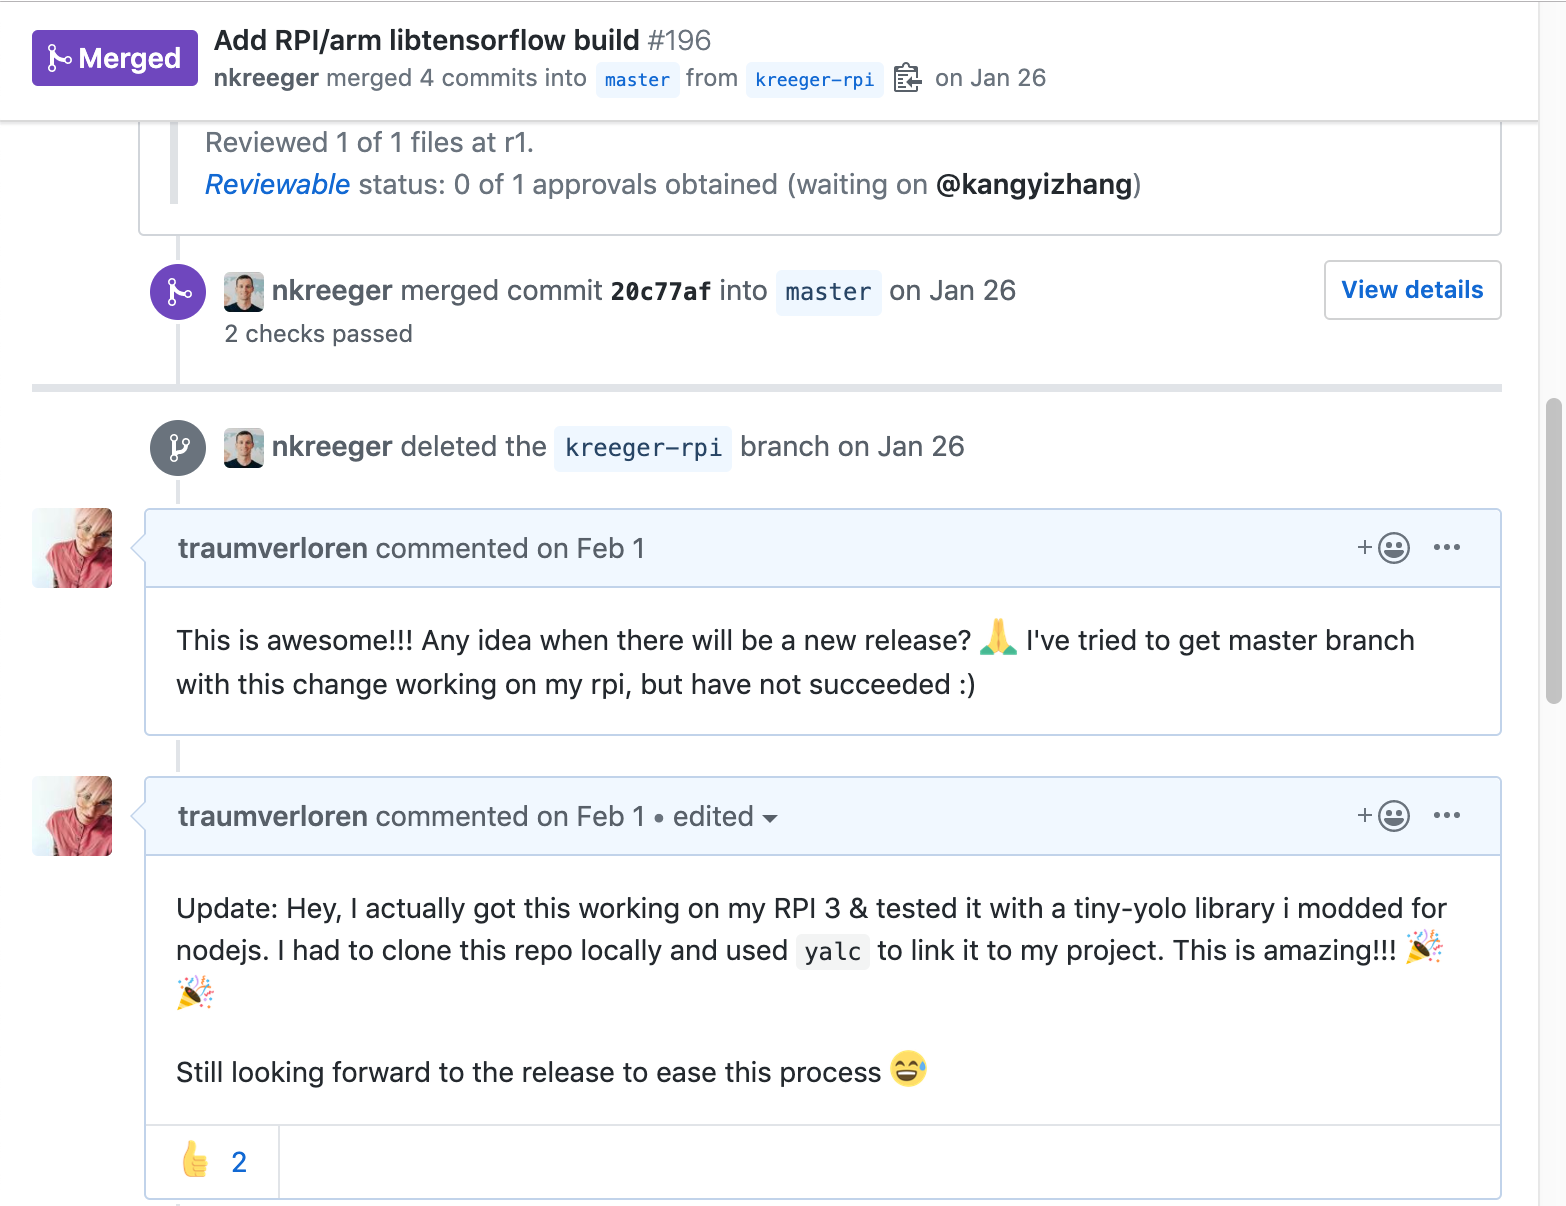 Merged
Add RPI/arm libtensorflow build #196
nkreeger merged 4 commits into master from kreeger-rpi on Jan 26
Reviewed 1 of 1 files at r1.
Reviewable status: 0 of 1 approvals obtained (waiting on @kangyizhang)
nkreeger merged commit 20c77af into master on Jan 26
View details
2 checks passed
nkreeger deleted the kreeger-rpi branch on Jan 26
traumverloren commented on Feb 1
This is awesome!!! Any idea when there will be a new release? 🙏 I've tried to get master branch
with this change working on my rpi, but have not succeeded :)
traumverloren commented on Feb 1 • edited
Update: Hey, I actually got this working on my RPI 3 & tested it with a tiny-yolo library i modded for
nodejs. I had to clone this repo locally and used yalc to link it to my project. This is amazing!!! 🎉
🎉
Still looking forward to the release to ease this process 😅
👍 2